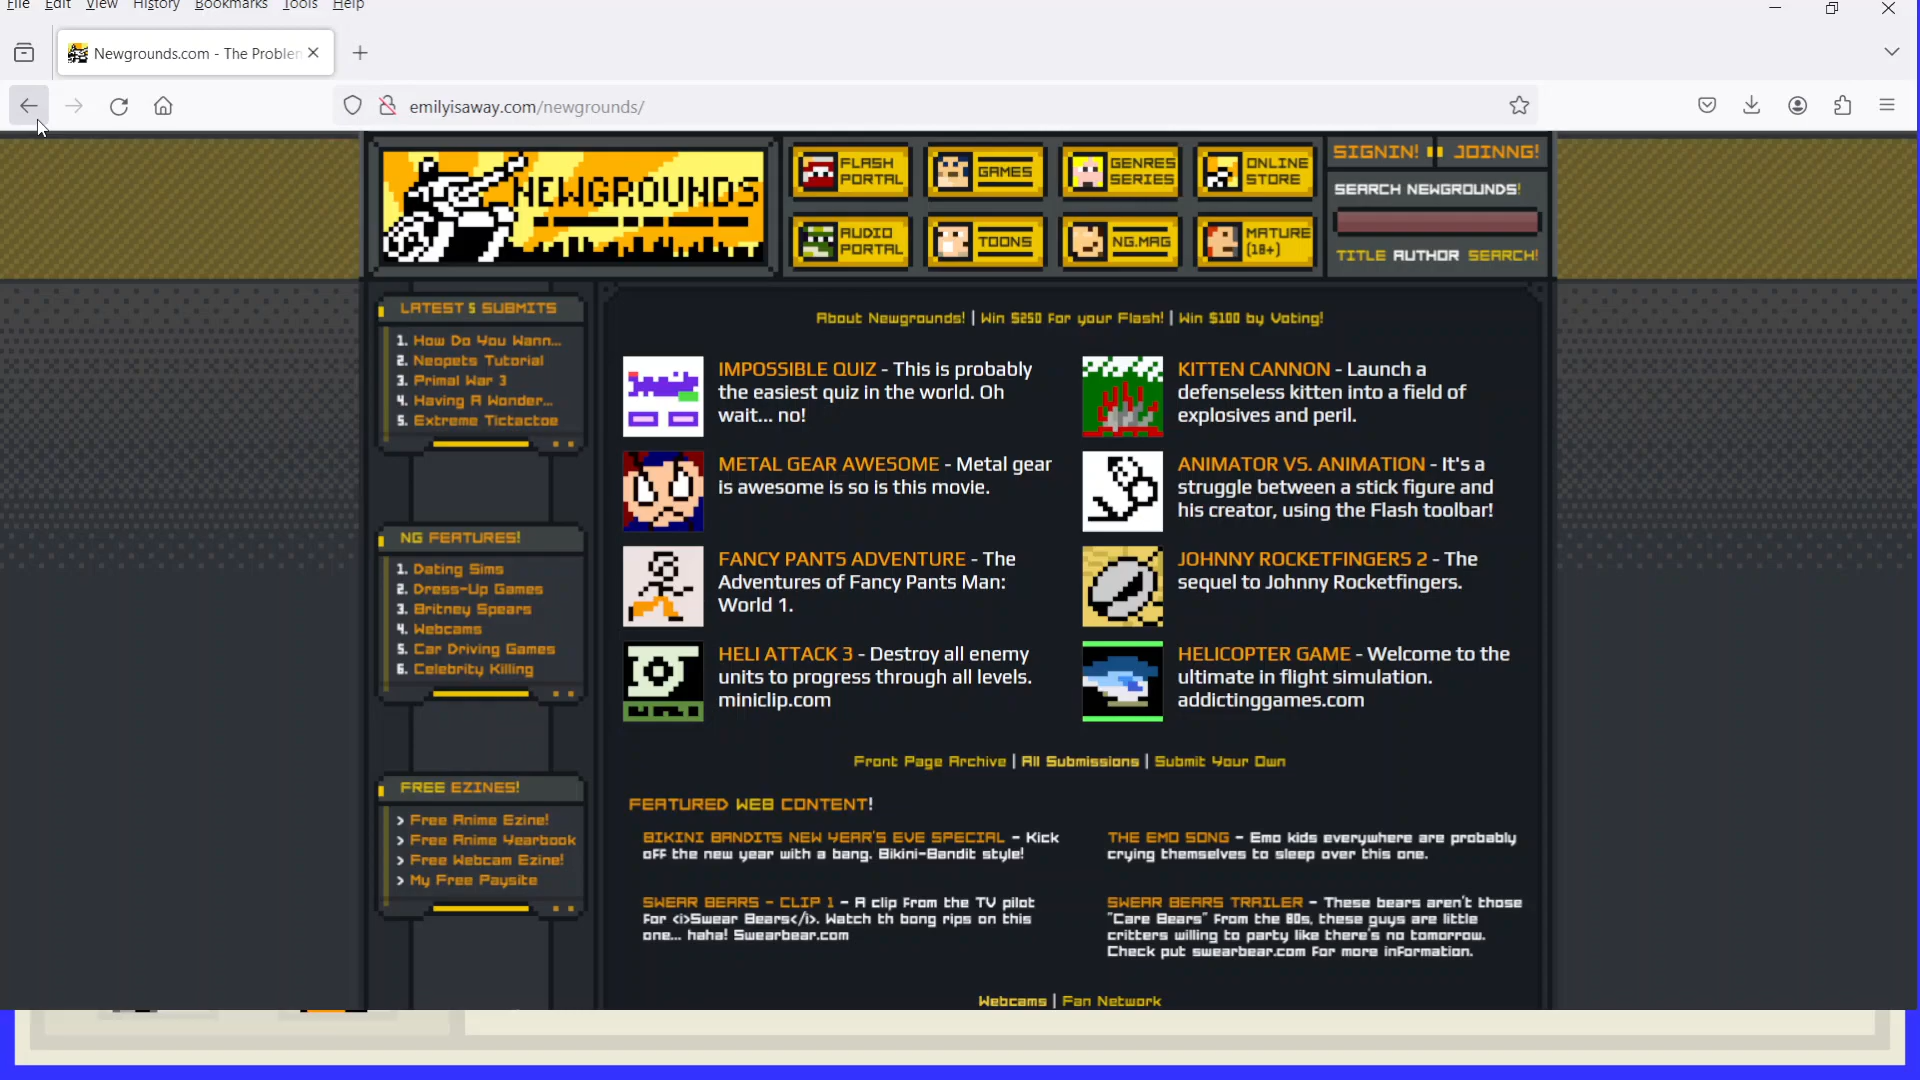 File Edit View History Bookmarks Tools Help
Newgrounds.com - The Problem
emilyisaway.com/newgrounds/
NEWGROUNDS
FLASH PORTAL
GAMES
GENRES SERIES
ONLINE STORE
AUDIO PORTAL
TOONS
NG.MAG
MATURE (18+)
SIGNIN! JOINNG!
SEARCH NEWGROUNDS!
TITLE AUTHOR SEARCH!
LATEST 5 SUBMITS
1. How Do You Wann...
2. Neopets Tutorial
3. Primal War 3
4. Having A Wonder...
5. Extreme Tictactoe
NG FEATURES!
1. Dating Sims
2. Dress-Up Games
3. Britney Spears
4. Webcams
5. Car Driving Games
6. Celebrity Killing
FREE EZINES!
> Free Anime Ezine!
> Free Anime Yearbook
> Free Webcam Ezine!
> My Free Paysite
About Newgrounds! | Win $250 for your Flash! | Win $100 by Voting!
IMPOSSIBLE QUIZ - This is probably
the easiest quiz in the world. Oh
wait... no!
KITTEN CANNON - Launch a
defenseless kitten into a field of
explosives and peril.
METAL GEAR AWESOME - Metal gear
is awesome is so is this movie.
ANIMATOR VS. ANIMATION - It's a
struggle between a stick figure and
his creator, using the Flash toolbar!
FANCY PANTS ADVENTURE - The
Adventures of Fancy Pants Man:
World 1.
JOHNNY ROCKETFINGERS 2 - The
sequel to Johnny Rocketfingers.
HELI ATTACK 3 - Destroy all enemy
units to progress through all levels.
miniclip.com
HELICOPTER GAME - Welcome to the
ultimate in flight simulation.
addictinggames.com
Front Page Archive | All Submissions | Submit Your Own
FEATURED WEB CONTENT!
BIKINI BANDITS NEW YEAR'S EVE SPECIAL - Kick
off the new year with a bang. Bikini-Bandit style!
THE EMO SONG - Emo kids everywhere are probably
crying themselves to sleep over this one.
SWEAR BEARS - CLIP 1 - A clip from the TV pilot
for <i>Swear Bears</i>. Watch th bong rips on this
one... haha! Swearbear.com
SWEAR BEARS TRAILER - These bears aren't those
"Care Bears" from the 80s, these guys are little
critters willing to party like there's no tomorrow.
Check put swearbear.com for more information.
Webcams | Fan Network